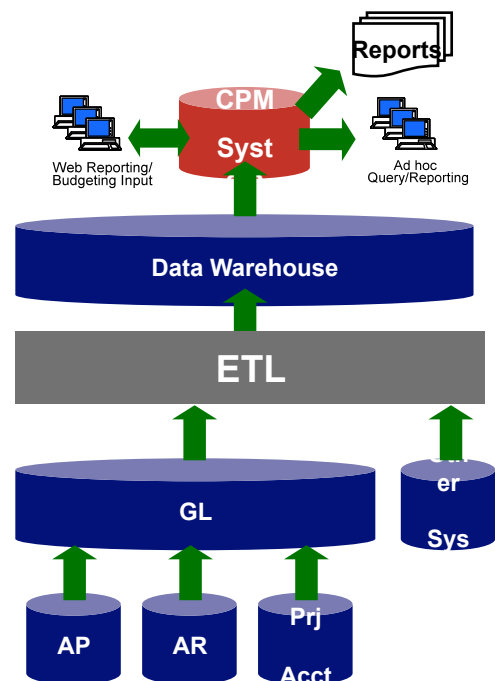 Reports
CPM
Syst
Web Reporting/
Budgeting Input
Ad hoc
Query/Reporting
Data Warehouse
ETL
er
Sys
GL
AP
AR
Prj
Acct